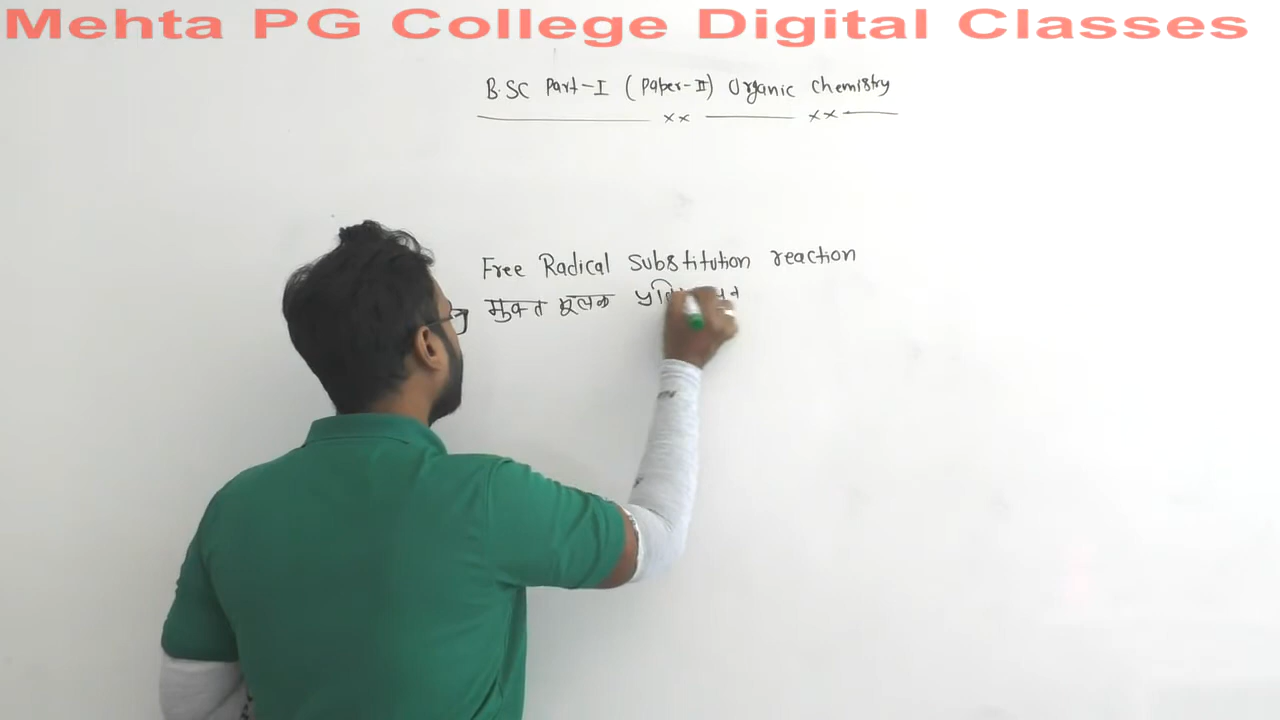 Mehta PG College Digital Classes
B.SC Part-I (Paper-II) Organic Chemistry
Free Radical Substitution reaction
मुक्त मूलक